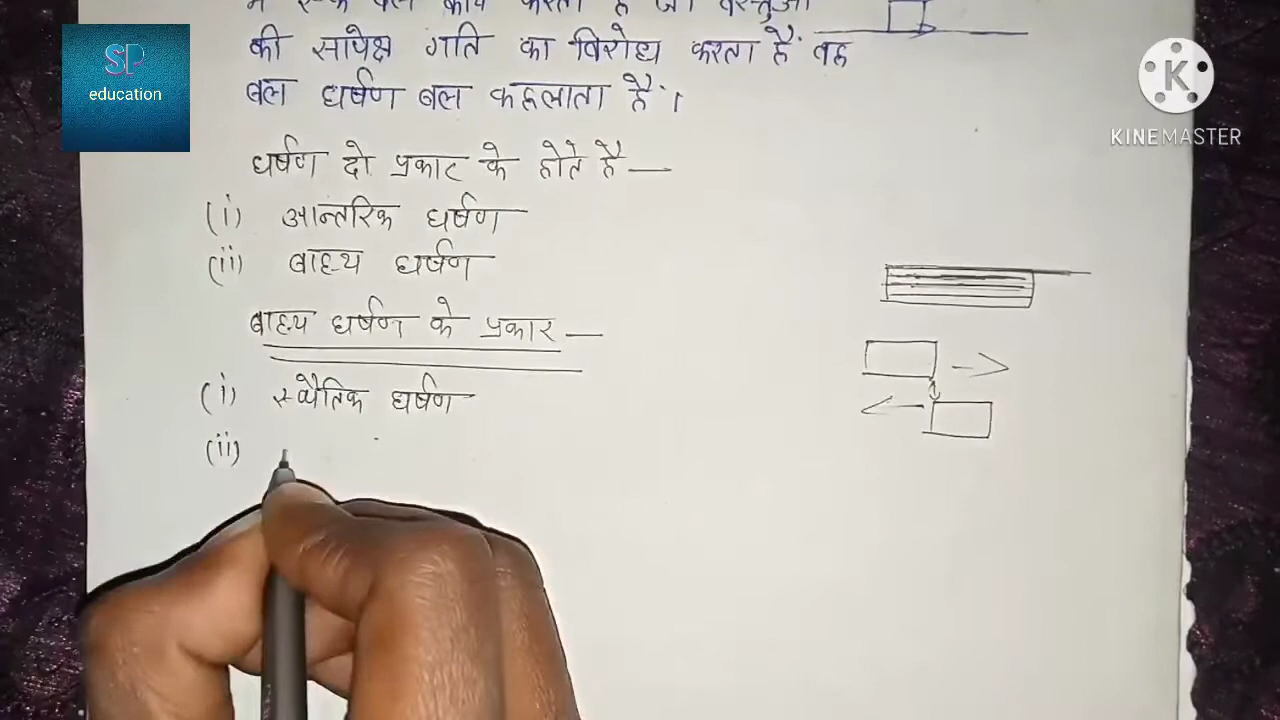 की सापेक्ष गति का विरोध करता है वह
बल घर्षण बल कहलाता है।
घर्षण दो प्रकार के होते है —
(i) आन्तरिक घर्षण
(ii) बाह्य घर्षण
बाह्य घर्षण के प्रकार —
(i) स्थैतिक घर्षण
(ii)
SP
education
KINEMASTER